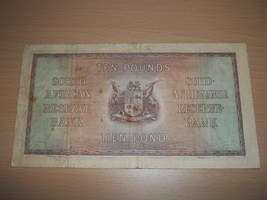 TEN POUNDS
SOUTH
AFRICAN
RESERVE
BANK
SUID-
AFRIKAANSE
RESERWE-
BANK
TIEN POND